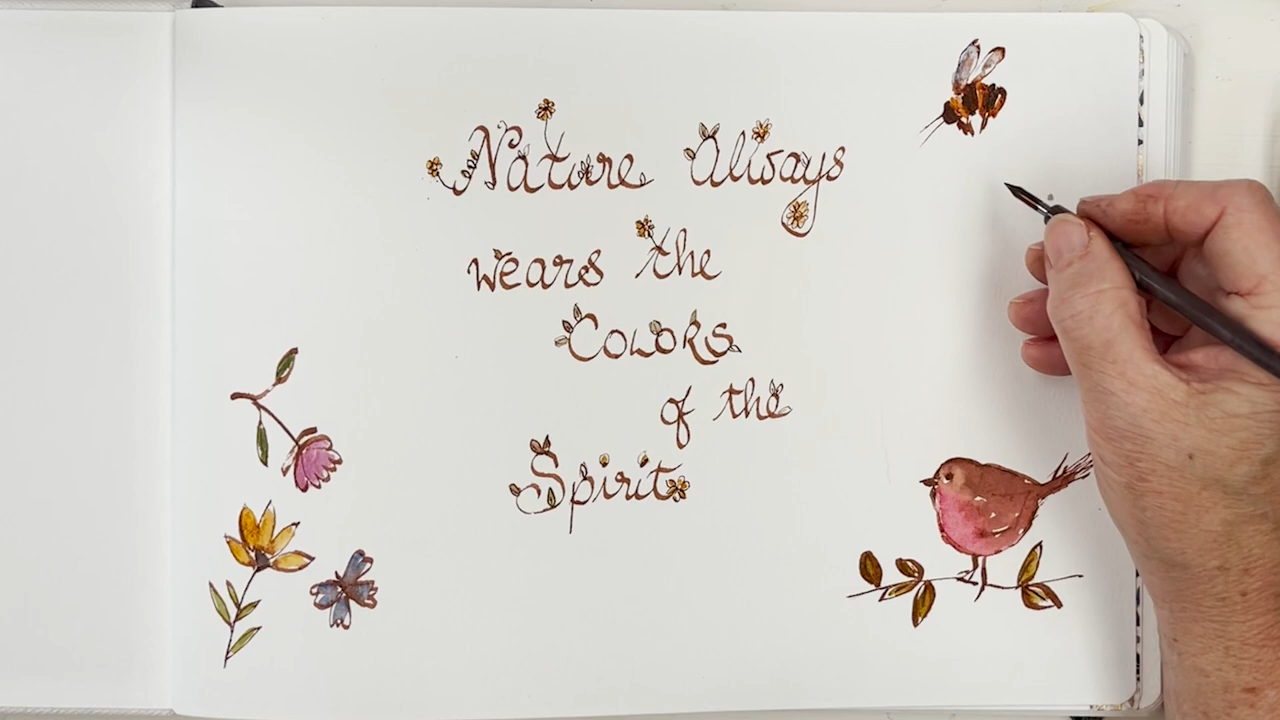 Nature Always
wears the
Colors
of the
Spirit